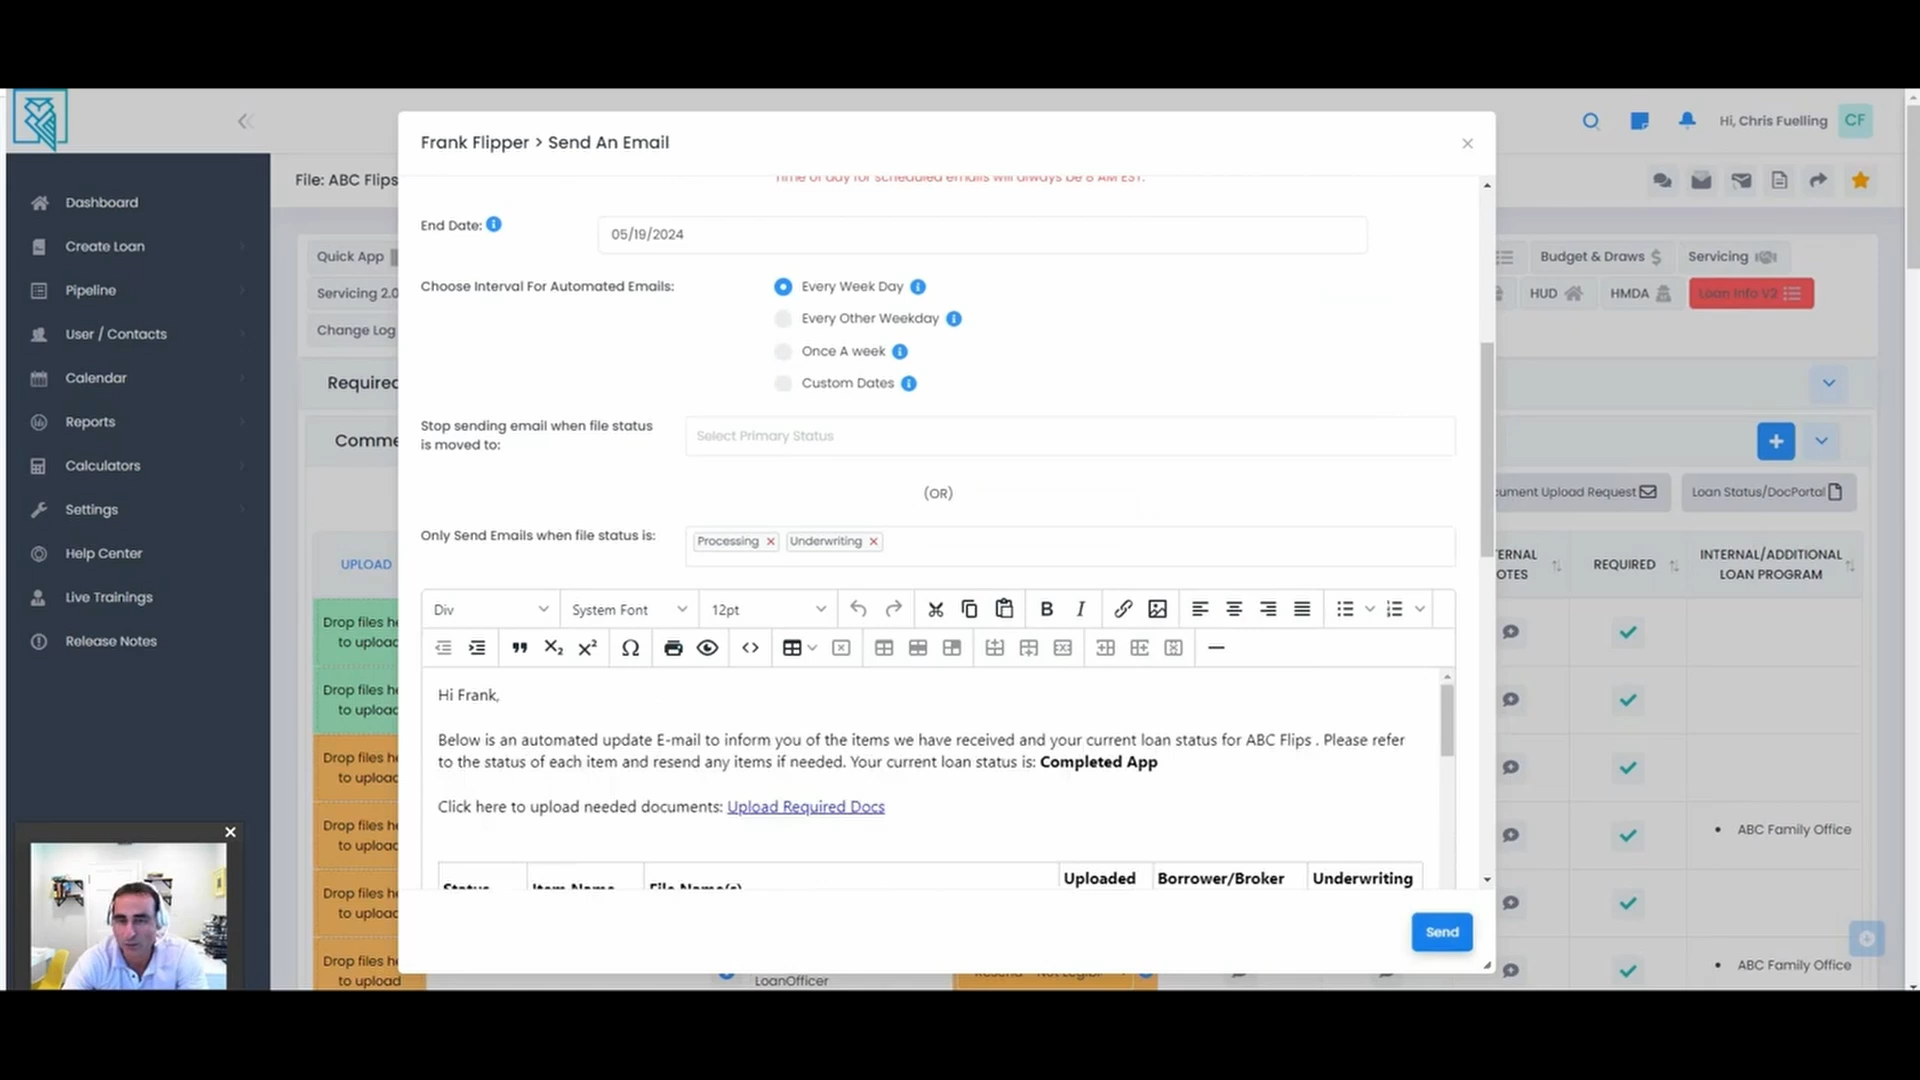 Hi, Chris Fuelling
CF
Frank Flipper > Send An Email
Time of day for scheduled emails will always be 8 AM EST.
File: ABC Flips
Dashboard
Create Loan
Pipeline
User / Contacts
Calendar
Reports
Calculators
Settings
Help Center
Live Trainings
Release Notes
Quick App
Servicing 2.0
Change Log
Budget & Draws
Servicing
HUD
HMDA
Loan Info V2
End Date:
05/19/2024
Choose Interval For Automated Emails:
Every Week Day
Every Other Weekday
Once A week
Custom Dates
Required
Comme
Stop sending email when file status
is moved to:
Select Primary Status
(OR)
Only Send Emails when file status is:
Processing
Underwriting
cument Upload Request
Loan Status/DocPortal
UPLOAD
ERNAL
OTES
REQUIRED
INTERNAL/ADDITIONAL
LOAN PROGRAM
Div
System Font
12pt
Drop files he
to upload
Drop files he
to upload
Drop files he
to upload
Drop files he
to upload
Drop files he
to upload
Drop files he
to upload
Hi Frank,
Below is an automated update E-mail to inform you of the items we have received and your current loan status for ABC Flips . Please refer
to the status of each item and resend any items if needed. Your current loan status is: Completed App
Click here to upload needed documents: Upload Required Docs
Status
Item Name
File Name(s)
Uploaded
Borrower/Broker
Underwriting
ABC Family Office
ABC Family Office
Send
LoanOfficer